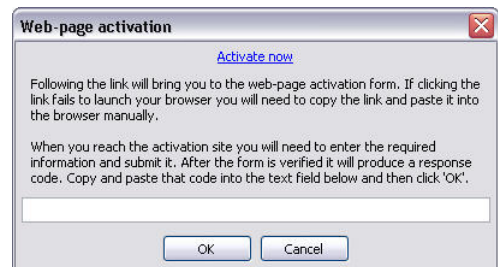 Web-page activation
Activate now
Following the link will bring you to the web-page activation form. If clicking the
link fails to launch your browser you will need to copy the link and paste it into
the browser manually.
When you reach the activation site you will need to enter the required
information and submit it. After the form is verified it will produce a response
code. Copy and paste that code into the text field below and then click 'OK'.
OK
Cancel